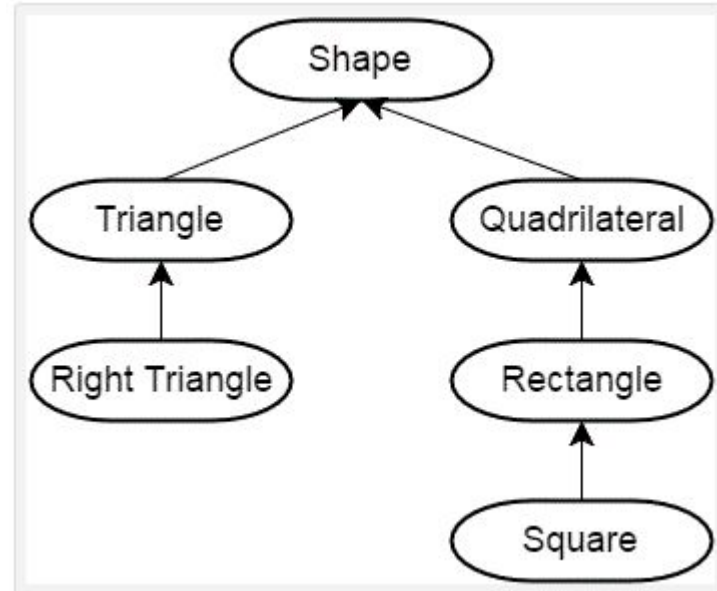 Shape
Triangle
Quadrilateral
Right Triangle
Rectangle
Square